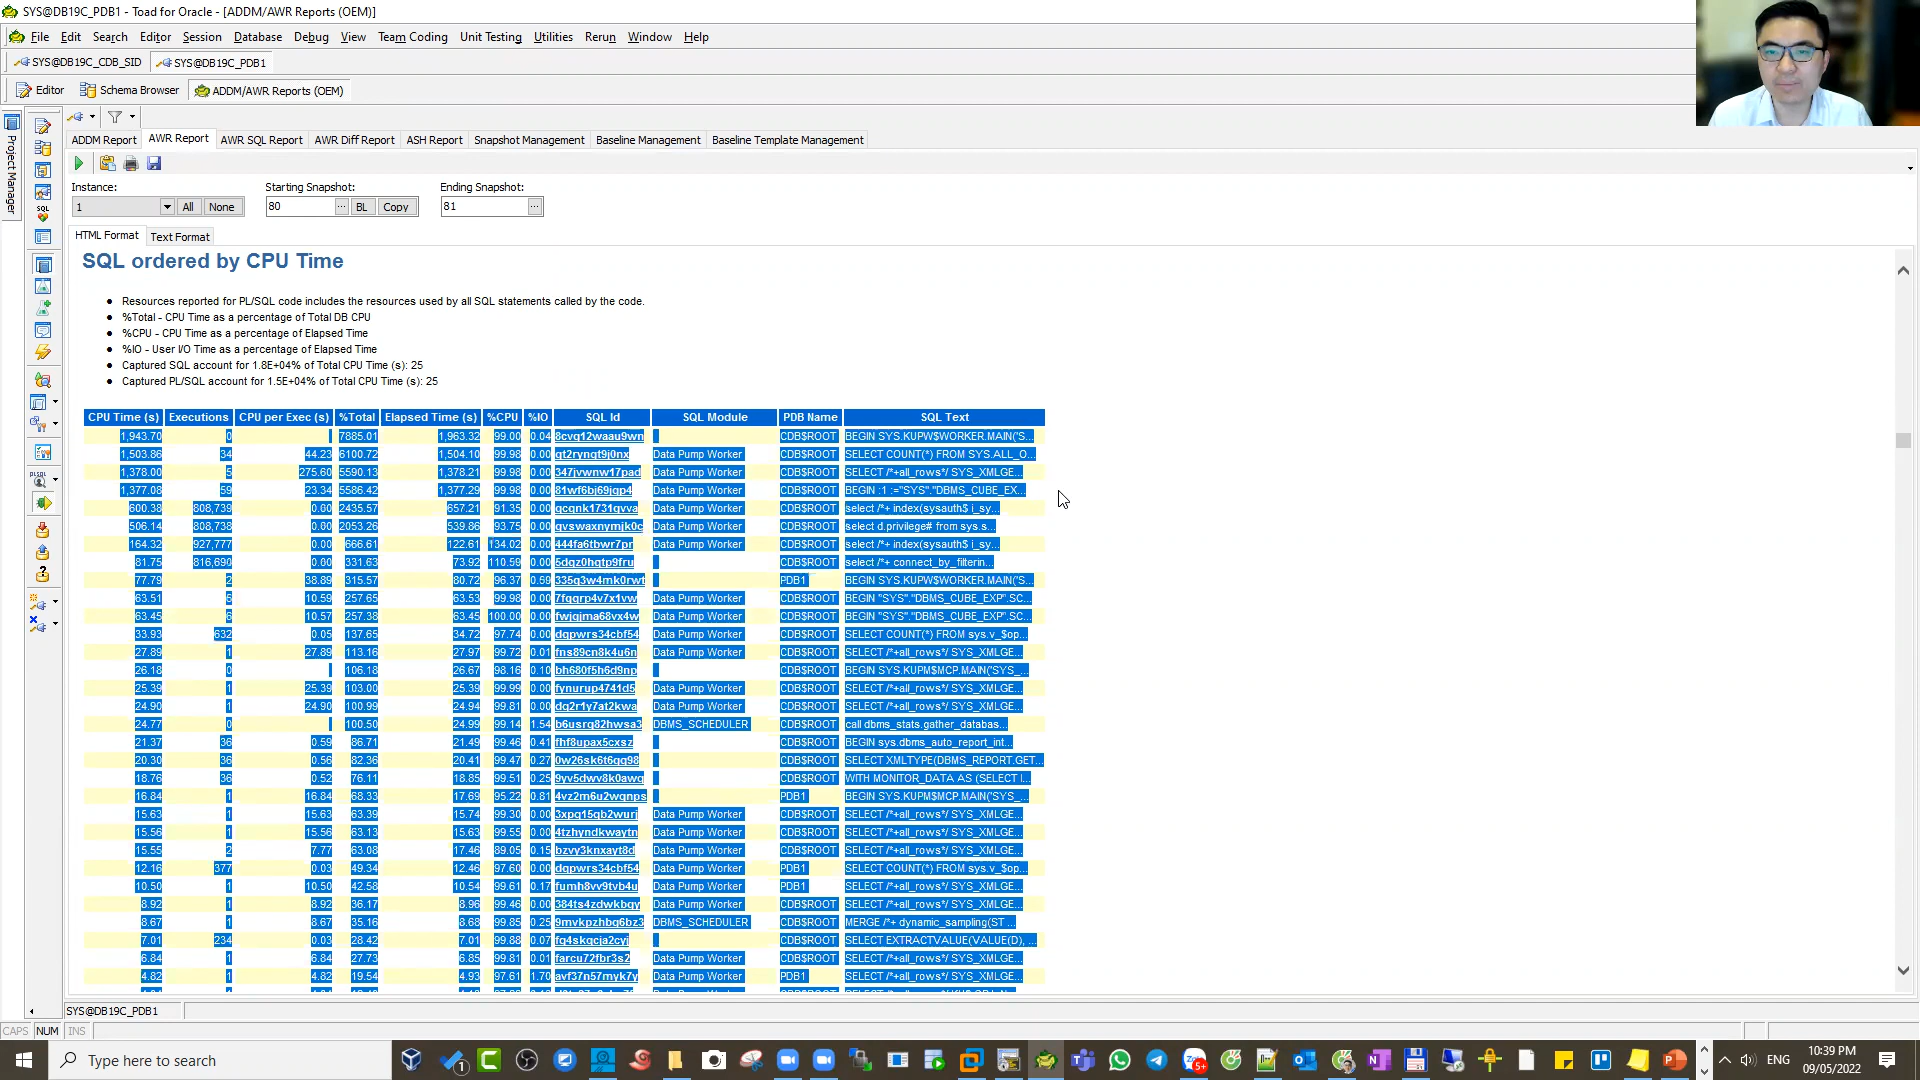 SYS@DB19C_PDB1 - Toad for Oracle - [ADDM/AWR Reports (OEM)]
File Edit Search Editor Session Database Debug View Team Coding Unit Testing Utilities Rerun Window Help
SYS@DB19C_CDB_SID SYS@DB19C_PDB1
Editor Schema Browser ADDM/AWR Reports (OEM)
Project Manager
ADDM Report AWR Report AWR SQL Report AWR Diff Report ASH Report Snapshot Management Baseline Management Baseline Template Management
Instance: Starting Snapshot: Ending Snapshot:
1 All None 80 ... BL Copy 81 ...
HTML Format Text Format
SQL ordered by CPU Time
• Resources reported for PL/SQL code includes the resources used by all SQL statements called by the code.
• %Total - CPU Time as a percentage of Total DB CPU
• %CPU - CPU Time as a percentage of Elapsed Time
• %IO - User I/O Time as a percentage of Elapsed Time
• Captured SQL account for 1.8E+04% of Total CPU Time (s): 25
• Captured PL/SQL account for 1.5E+04% of Total CPU Time (s): 25
CPU Time (s) Executions CPU per Exec (s) %Total Elapsed Time (s) %CPU %IO SQL Id SQL Module PDB Name SQL Text
1,943.70 0 7885.01 1,963.32 99.00 0.04 8cvq12waau9wn CDB$ROOT BEGIN SYS.KUPW$WORKER.MAIN('S...
1,503.86 34 44.23 6100.72 1,504.10 99.98 0.00 qt2rynqt9j0nx Data Pump Worker CDB$ROOT SELECT COUNT(*) FROM SYS.ALL_O...
1,378.00 5 275.60 5590.13 1,378.21 99.98 0.00 347jvwnw17pad Data Pump Worker CDB$ROOT SELECT /*+all_rows*/ SYS_XMLGE...
1,377.08 59 23.34 5586.42 1,377.29 99.98 0.00 81wf6bj69jqp4 Data Pump Worker CDB$ROOT BEGIN :1 :="SYS"."DBMS_CUBE_EX...
600.38 808,739 0.00 2435.57 657.21 91.35 0.00 qcqnk1731qvva Data Pump Worker CDB$ROOT select /*+ index(sysauth$ i_sy...
506.14 808,738 0.00 2053.26 539.86 93.75 0.00 qvswaxnymjk0c Data Pump Worker CDB$ROOT select d.privilege# from sys.s...
164.32 927,777 0.00 666.61 122.61 134.02 0.00 444fa6tbwr7pr Data Pump Worker CDB$ROOT select /*+ index(sysauth$ i_sy...
81.75 816,690 0.00 331.63 73.92 110.59 0.00 5dqz0hqtp9fru CDB$ROOT select /*+ connect_by_filterin...
77.79 2 38.89 315.57 80.72 96.37 0.69 335q3w4mk0rwf PDB1 BEGIN SYS.KUPW$WORKER.MAIN('S...
63.51 6 10.59 257.65 63.53 99.98 0.00 7fqqrp4v7x1vw Data Pump Worker CDB$ROOT BEGIN "SYS"."DBMS_CUBE_EXP".SC...
63.45 6 10.57 257.38 63.45 100.00 0.00 fwjqjma68vx4w Data Pump Worker CDB$ROOT BEGIN "SYS"."DBMS_CUBE_EXP".SC...
33.93 632 0.05 137.65 34.72 97.74 0.00 dqpwrs34cbf54 Data Pump Worker CDB$ROOT SELECT COUNT(*) FROM sys.v_$op...
27.89 1 27.89 113.16 27.97 99.72 0.01 fns89cn8k4u6n Data Pump Worker CDB$ROOT SELECT /*+all_rows*/ SYS_XMLGE...
26.18 0 106.18 26.67 98.16 0.10 bh680f5h6d9np CDB$ROOT BEGIN SYS.KUPM$MCP.MAIN('SYS_...
25.39 1 25.39 103.00 25.39 99.99 0.00 fynurup4741d5 Data Pump Worker CDB$ROOT SELECT /*+all_rows*/ SYS_XMLGE...
24.90 1 24.90 100.99 24.94 99.81 0.00 dq2r1y7at2kwa Data Pump Worker CDB$ROOT SELECT /*+all_rows*/ SYS_XMLGE...
24.77 0 100.50 24.99 99.14 1.54 b6usrq82hwsa3 DBMS_SCHEDULER CDB$ROOT call dbms_stats.gather_databas...
21.37 36 0.59 86.71 21.49 99.46 0.41 fhf8upax5cxsz CDB$ROOT BEGIN sys.dbms_auto_report_int...
20.30 36 0.56 82.36 20.41 99.47 0.27 0w26sk6t6qq98 CDB$ROOT SELECT XMLTYPE(DBMS_REPORT.GET...
18.76 36 0.52 76.11 18.85 99.51 0.25 9yv5dwv8k0awq CDB$ROOT WITH MONITOR_DATA AS (SELECT I...
16.84 1 16.84 68.33 17.69 95.22 0.81 4vz2m6u2wqnps PDB1 BEGIN SYS.KUPM$MCP.MAIN('SYS_...
15.63 1 15.63 63.39 15.74 99.30 0.00 3xpq15qb2wurj Data Pump Worker CDB$ROOT SELECT /*+all_rows*/ SYS_XMLGE...
15.56 1 15.56 63.13 15.63 99.55 0.00 4tzhyndkwaytn Data Pump Worker CDB$ROOT SELECT /*+all_rows*/ SYS_XMLGE...
15.55 2 7.77 63.08 17.46 89.05 0.15 bzvy3knxayt8d Data Pump Worker CDB$ROOT SELECT /*+all_rows*/ SYS_XMLGE...
12.16 377 0.03 49.34 12.46 97.60 0.00 dqpwrs34cbf54 Data Pump Worker PDB1 SELECT COUNT(*) FROM sys.v_$op...
10.50 1 10.50 42.58 10.54 99.61 0.17 fumh8vv9tvb4u Data Pump Worker PDB1 SELECT /*+all_rows*/ SYS_XMLGE...
8.92 1 8.92 36.17 8.96 99.46 0.00 384ts4zdwkbqy Data Pump Worker CDB$ROOT SELECT /*+all_rows*/ SYS_XMLGE...
8.67 1 8.67 35.16 8.68 99.85 0.25 9mvkpzhbq6bz3 DBMS_SCHEDULER CDB$ROOT MERGE /*+ dynamic_sampling(ST ...
7.01 234 0.03 28.42 7.01 99.88 0.07 fq4skqcja2cyj CDB$ROOT SELECT EXTRACTVALUE(VALUE(D), ...
6.84 1 6.84 27.73 6.85 99.81 0.01 farcu72fbr3s2 Data Pump Worker CDB$ROOT SELECT /*+all_rows*/ SYS_XMLGE...
4.82 1 4.82 19.54 4.93 97.61 1.70 avf37n57myk7y Data Pump Worker PDB1 SELECT /*+all_rows*/ SYS_XMLGE...
SYS@DB19C_PDB1
CAPS NUM INS
Type here to search
ENG
10:39 PM
09/05/2022